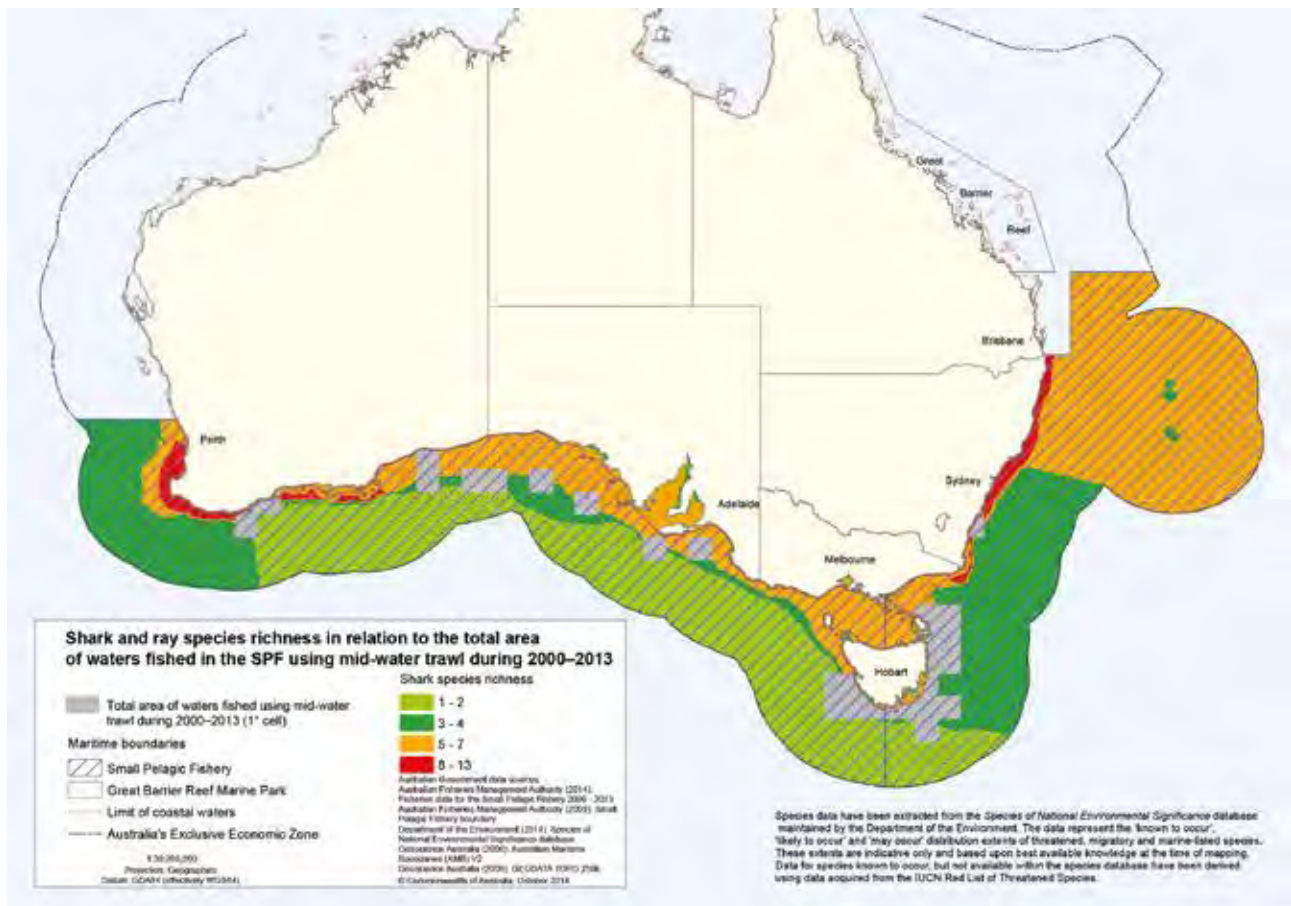 Great
Barrier
Reef
Brisbane
Perth
Sydney
Adelaide
Melbourne
Hobart
Shark and ray species richness in relation to the total area
of waters fished in the SPF using mid-water trawl during 2000–2013
Total area of waters fished using mid-water
trawl during 2000–2013 (1° cell)
Maritime boundaries
Small Pelagic Fishery
Great Barrier Reef Marine Park
Limit of coastal waters
Australia's Exclusive Economic Zone
Projection: Geographic
Shark species richness
1 - 2
3 - 4
5 - 7
8 - 13
Australian Government data sources
Australian Fisheries Management Authority (2014),
Fisheries data for the Small Pelagic Fishery
Australian Fisheries Management Authority Small
Pelagic Fishery boundary
Department of the Environment (2014), Species of
National Environmental Significance database
Geoscience Australia (2006), Australian Maritime
Boundaries (AMB) V2
Geoscience Australia GEODATA TOPO
© Commonwealth of Australia, October
Species data have been extracted from the Species of National Environmental Significance database
maintained by the Department of the Environment. The data represent the 'known to occur',
'likely to occur' and 'may occur' distribution extents of threatened, migratory and marine-listed species.
These extents are indicative only and based upon best available knowledge at the time of mapping.
Data for species known to occur, but not available within the species database have been derived
using data acquired from the IUCN Red List of Threatened Species.